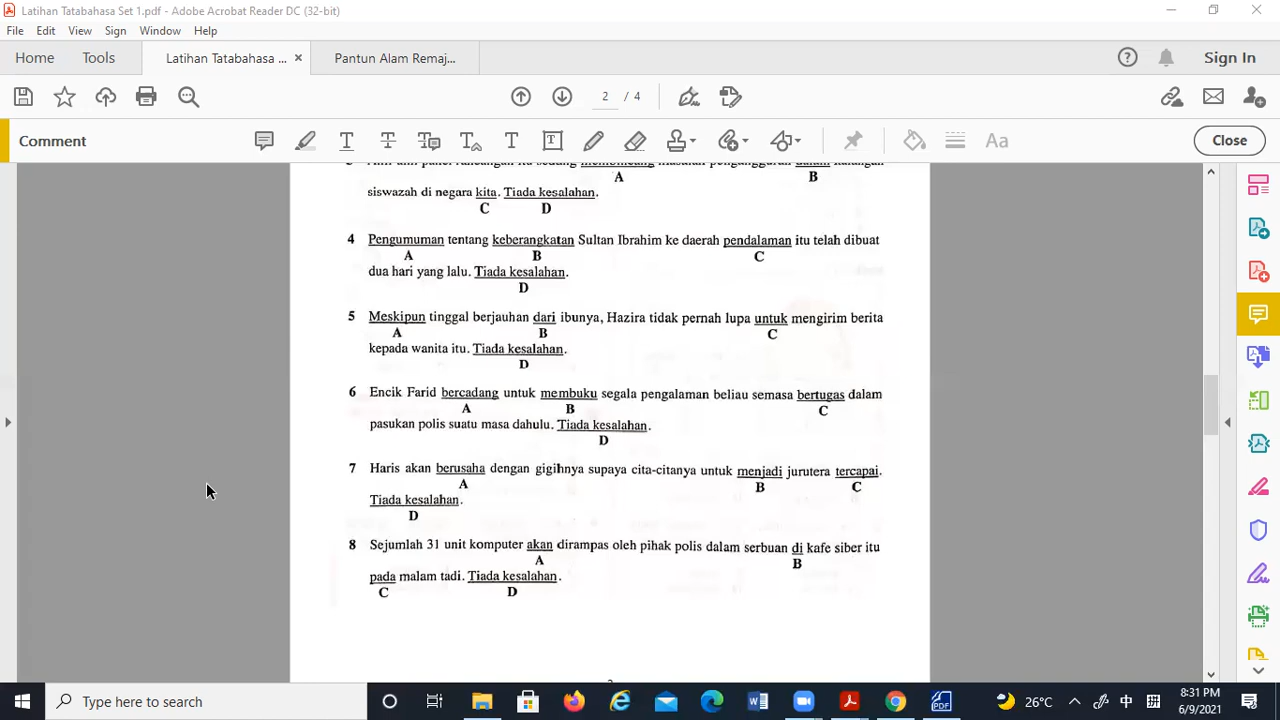 Latihan Tatabahasa Set 1.pdf - Adobe Acrobat Reader DC (32-bit)
File Edit View Sign Window Help
Home Tools Latihan Tatabahasa ... × Pantun Alam Remaj... Sign In
2 / 4
Comment Aa Close
A B
siswazah di negara kita. Tiada kesalahan.
C D
4 Pengumuman tentang keberangkatan Sultan Ibrahim ke daerah pendalaman itu telah dibuat
A B C
dua hari yang lalu. Tiada kesalahan.
D
5 Meskipun tinggal berjauhan dari ibunya, Hazira tidak pernah lupa untuk mengirim berita
A B C
kepada wanita itu. Tiada kesalahan.
D
6 Encik Farid bercadang untuk membuku segala pengalaman beliau semasa bertugas dalam
A B C
pasukan polis suatu masa dahulu. Tiada kesalahan.
D
7 Haris akan berusaha dengan gigihnya supaya cita-citanya untuk menjadi jurutera tercapai.
A B C
Tiada kesalahan.
D
8 Sejumlah 31 unit komputer akan dirampas oleh pihak polis dalam serbuan di kafe siber itu
A B
pada malam tadi. Tiada kesalahan.
C D
Type here to search 26°C 中 拼 8:31 PM
6/9/2021